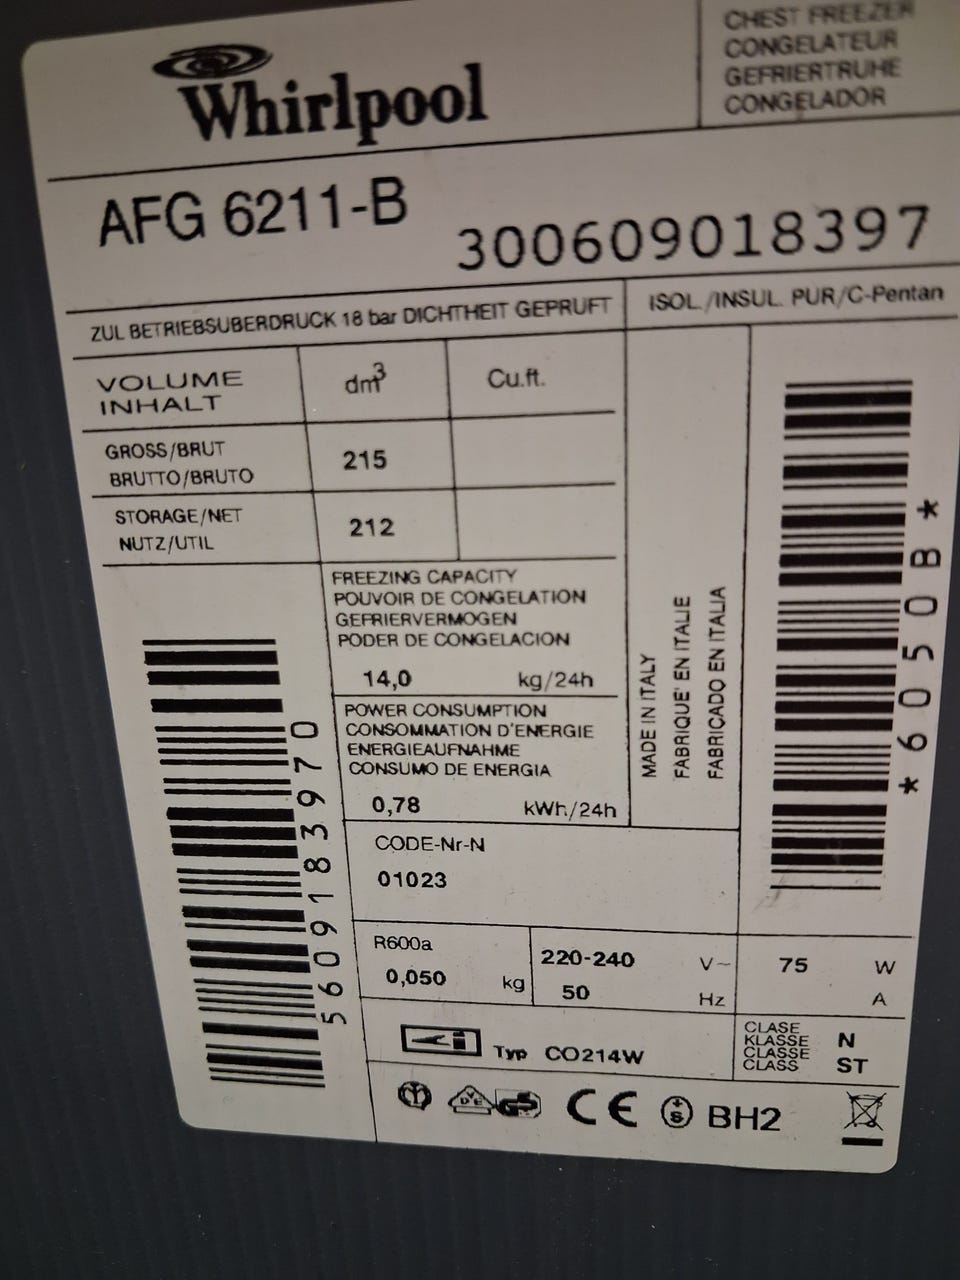 Whirlpool
CHEST FREEZER
CONGELATEUR
GEFRIERTRUHE
CONGELADOR
AFG 6211-B
300609018397
ZUL BETRIEBSUBERDRUCK 18 bar DICHTHEIT GEPRUFT
ISOL./INSUL. PUR/C-Pentan
VOLUME
INHALT
dm³
Cu.ft.
GROSS/BRUT
BRUTTO/BRUTO
215
STORAGE/NET
NUTZ/UTIL
212
FREEZING CAPACITY
POUVOIR DE CONGELATION
GEFRIERVERMOGEN
PODER DE CONGELACION
14,0 kg/24h
POWER CONSUMPTION
CONSOMMATION D'ENERGIE
ENERGIEAUFNAHME
CONSUMO DE ENERGIA
0,78 kWh/24h
MADE IN ITALY
FABRIQUE' EN ITALIE
FABRICADO EN ITALIA
*6050B*
560918183970
CODE-Nr-N
01023
R600a
0,050 kg
220-240 V~
50 Hz
75 W
A
Typ CO214W
CLASE
KLASSE
CLASSE
CLASS
N
ST
VDE
GS
CE
S
BH2